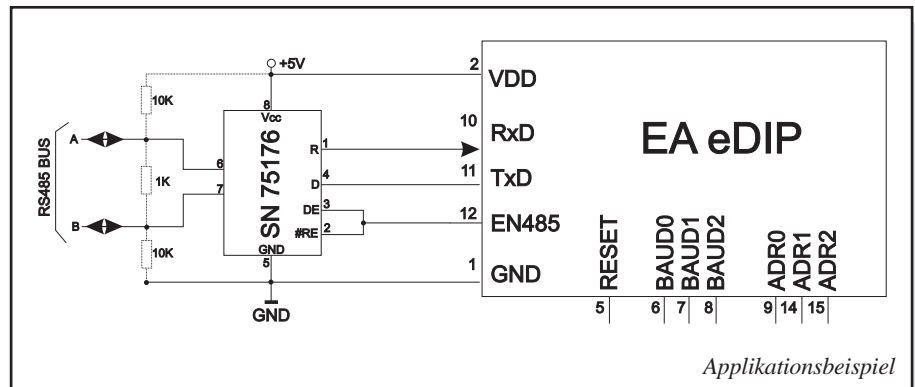 +5V
2
VDD
10K
8
Vcc
10
RxD
EA eDIP
A
R
1
6
11
TxD
RS485 BUS
1K
SN 75176
D
4
7
DE
3
12
EN485
B
#RE
2
10K
GND
5
1
GND
GND
RESET
BAUD0
BAUD1
BAUD2
ADR0
ADR1
ADR2
5
6
7
8
9
14
15
Applikationsbeispiel